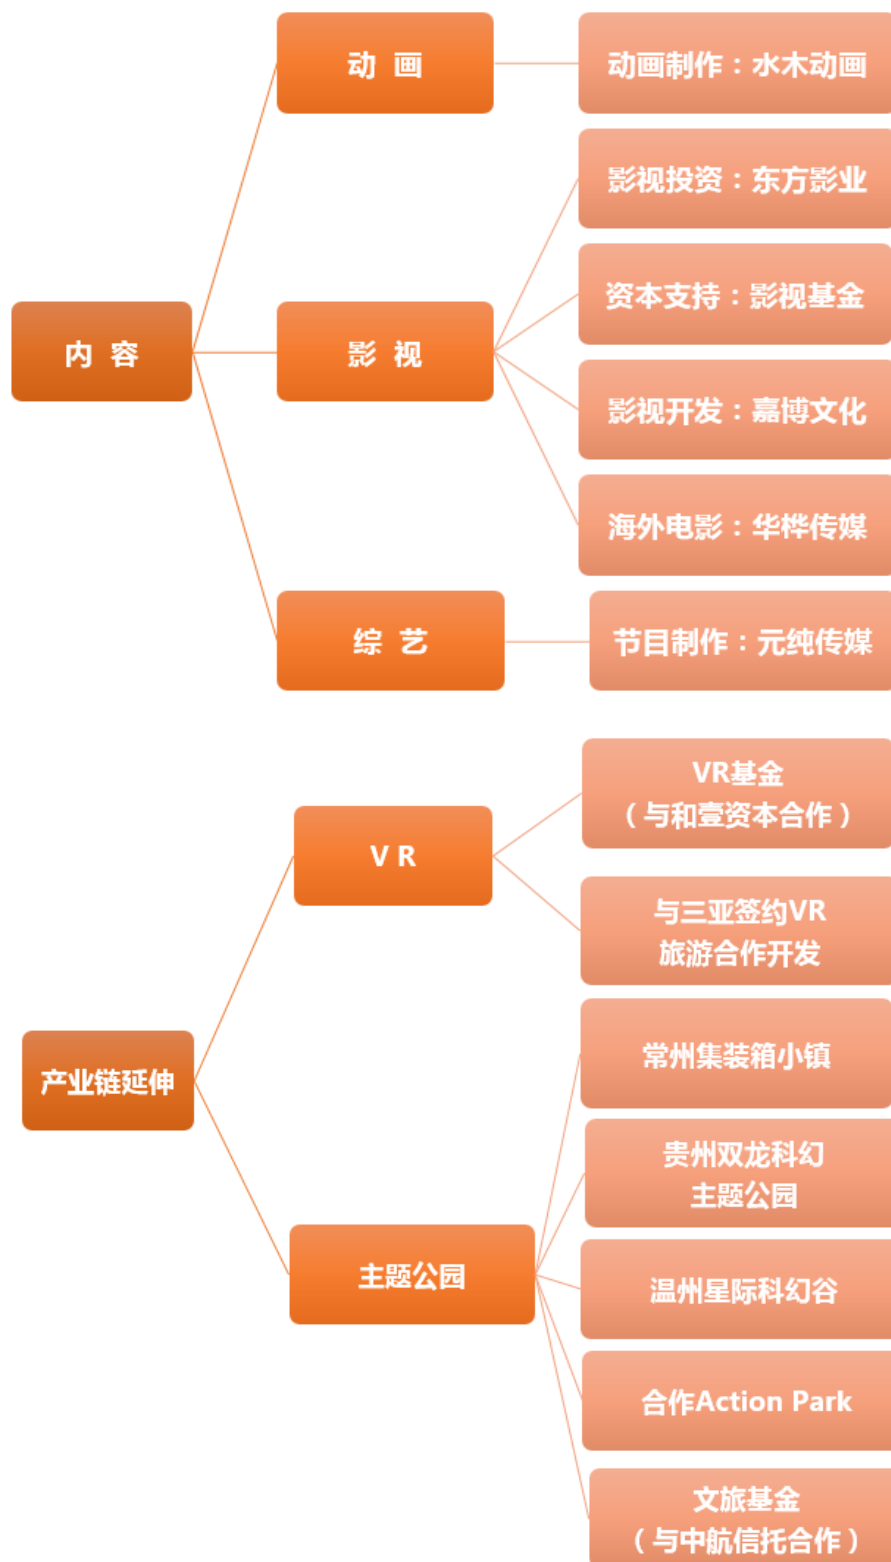 动 画
动画制作：水木动画
影视投资：东方影业
资本支持：影视基金
内 容
影 视
影视开发：嘉博文化
海外电影：华桦传媒
综 艺
节目制作：元纯传媒
VR基金
（与和壹资本合作）
V R
与三亚签约VR
旅游合作开发
产业链延伸
常州集装箱小镇
贵州双龙科幻
主题公园
主题公园
温州星际科幻谷
合作Action Park
文旅基金
（与中航信托合作）